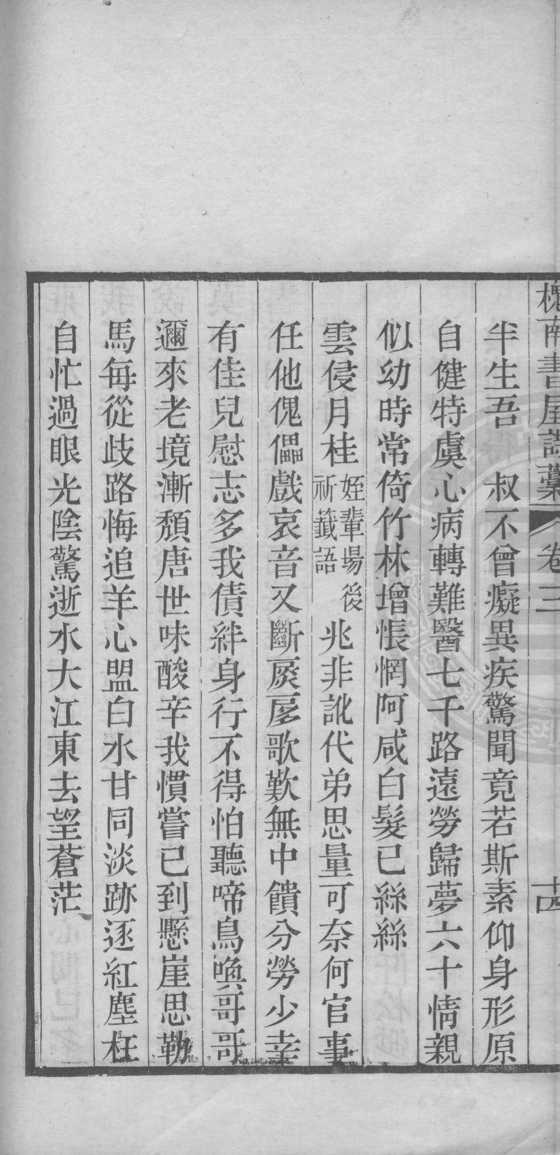 槐南書屋詩藳 卷三 十四
半生吾 叔不曾癡異疾驚聞竟若斯素仰身形原
自健特虞心病轉難醫七千路遠勞歸夢六十情親
似幼時常倚竹林增悵惘阿咸白髮已絲絲
雲侵月桂姪輩場後祈籤語兆非訛代弟思量可奈何官事
任他傀儡戲哀音又斷扊扅歌歎無中饋分勞少幸
有佳兒慰志多我債絆身行不得怕聽啼鳥喚哥哥
邇來老境漸頽唐世味酸辛我慣嘗已到懸崖思勒
馬每從歧路悔追羊心盟白水甘同淡跡逐紅塵枉
自忙過眼光陰驚逝水大江東去望蒼茫